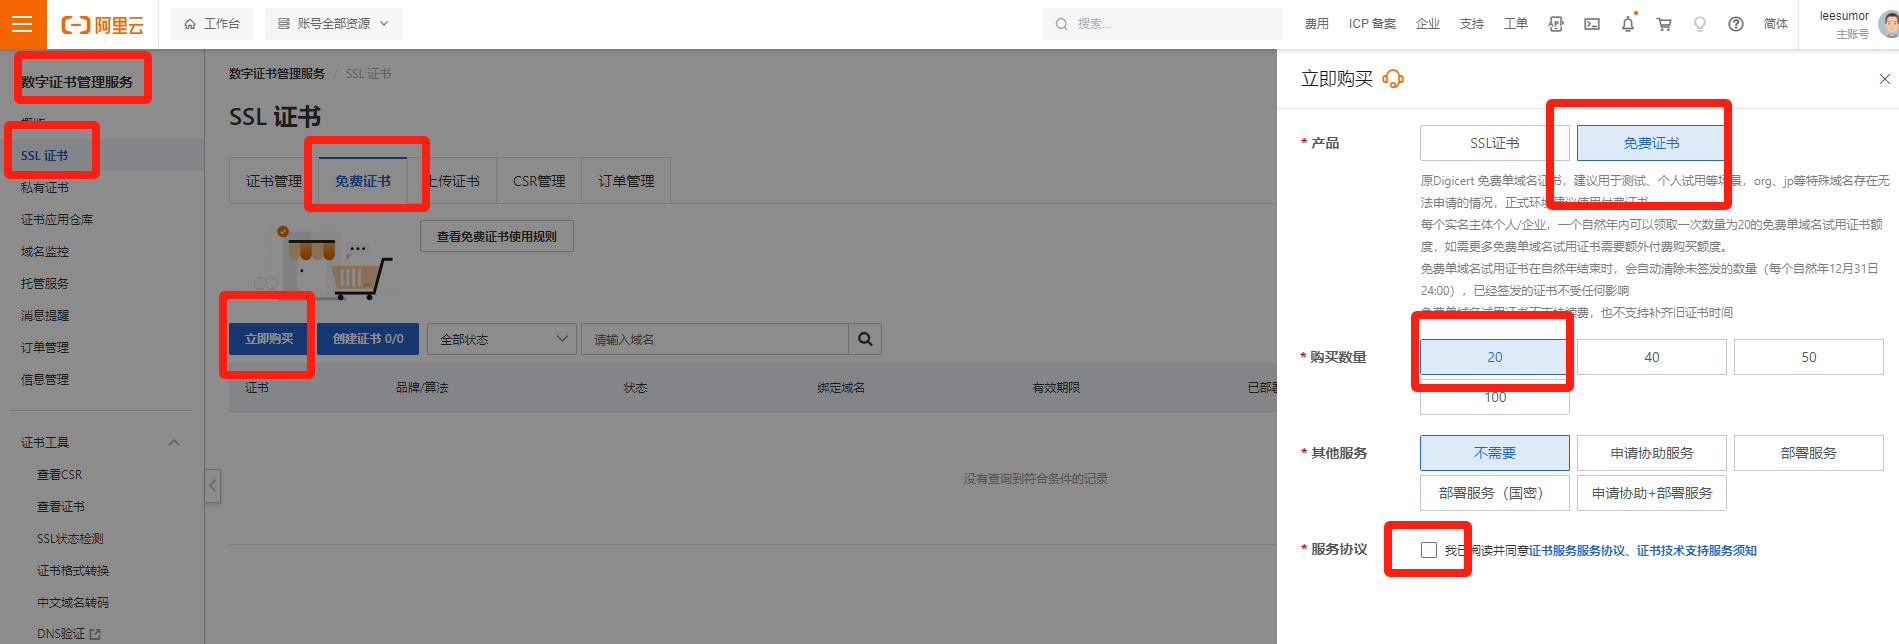 阿里云
工作台
账号全部资源
搜索...
费用
ICP 备案
企业
支持
工单
简体
leesumor
主账号
数字证书管理服务
SSL 证书
私有证书
证书应用仓库
域名监控
托管服务
消息提醒
订单管理
信息管理
证书工具
查看CSR
查看证书
SSL状态检测
证书格式转换
中文域名转码
DNS验证
数字证书管理服务 / SSL 证书
SSL 证书
证书管理
免费证书
上传证书
CSR管理
订单管理
查看免费证书使用规则
立即购买
创建证书 0/0
全部状态
请输入域名
证书
品牌/算法
状态
绑定域名
有效期限
已部署
没有查询到符合条件的记录
立即购买
* 产品
SSL证书
免费证书
原Digicert 免费单域名证书，建议用于测试、个人试用等场景，org、jp等特殊域名存在无
法申请的情况，正式环境建议使用付费证书
每个实名主体个人/企业，一个自然年内可以领取一次数量为20的免费单域名试用证书额
度，如需更多免费单域名试用证书需要额外付费购买额度。
免费单域名试用证书在自然年结束时，会自动清除未签发的数量（每个自然年12月31日
24:00），已经签发的证书不受任何影响
免费单域名试用证书不支持续费，也不支持补齐旧证书时间
* 购买数量
20
40
50
100
* 其他服务
不需要
申请协助服务
部署服务
部署服务（国密）
申请协助+部署服务
* 服务协议
我已阅读并同意证书服务服务协议、证书技术支持服务须知